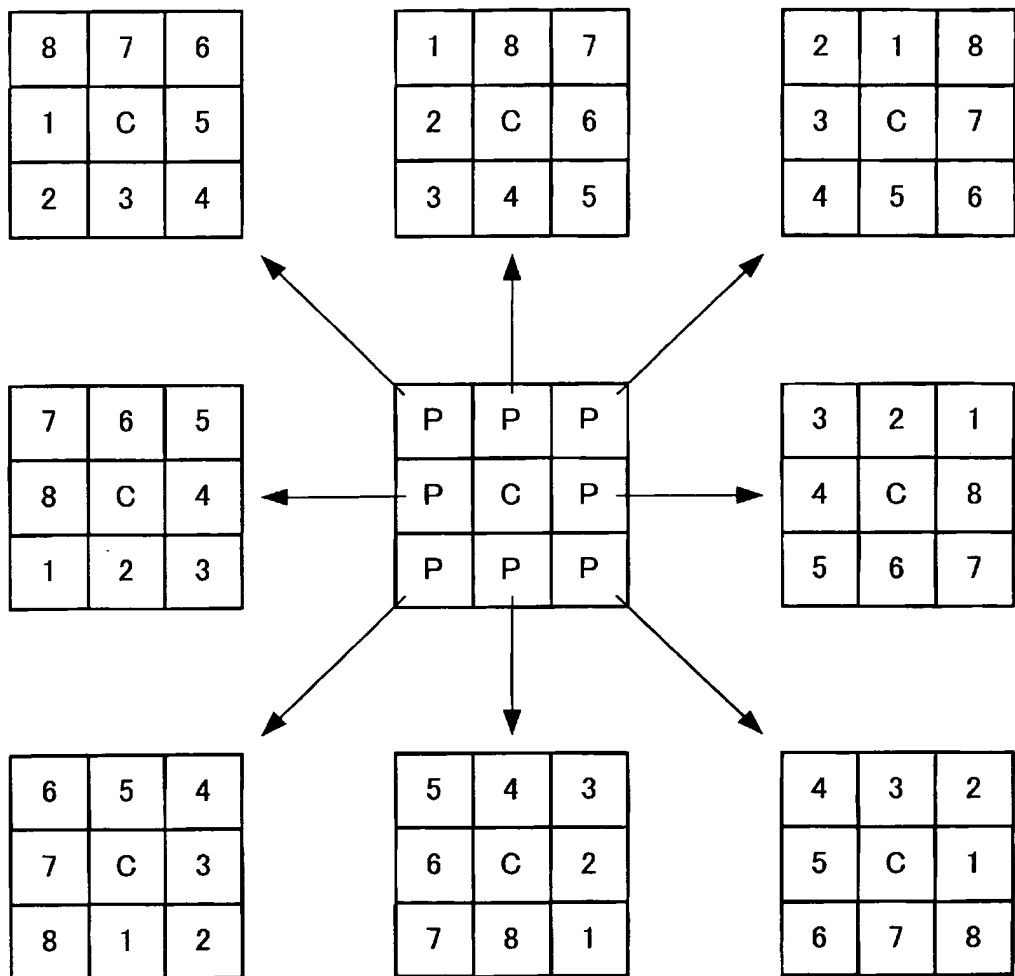 8 7 6
1 C 5
2 3 4
1 8 7
2 C 6
3 4 5
2 1 8
3 C 7
4 5 6
7 6 5
8 C 4
1 2 3
P P P
P C P
P P P
3 2 1
4 C 8
5 6 7
6 5 4
7 C 3
8 1 2
5 4 3
6 C 2
7 8 1
4 3 2
5 C 1
6 7 8